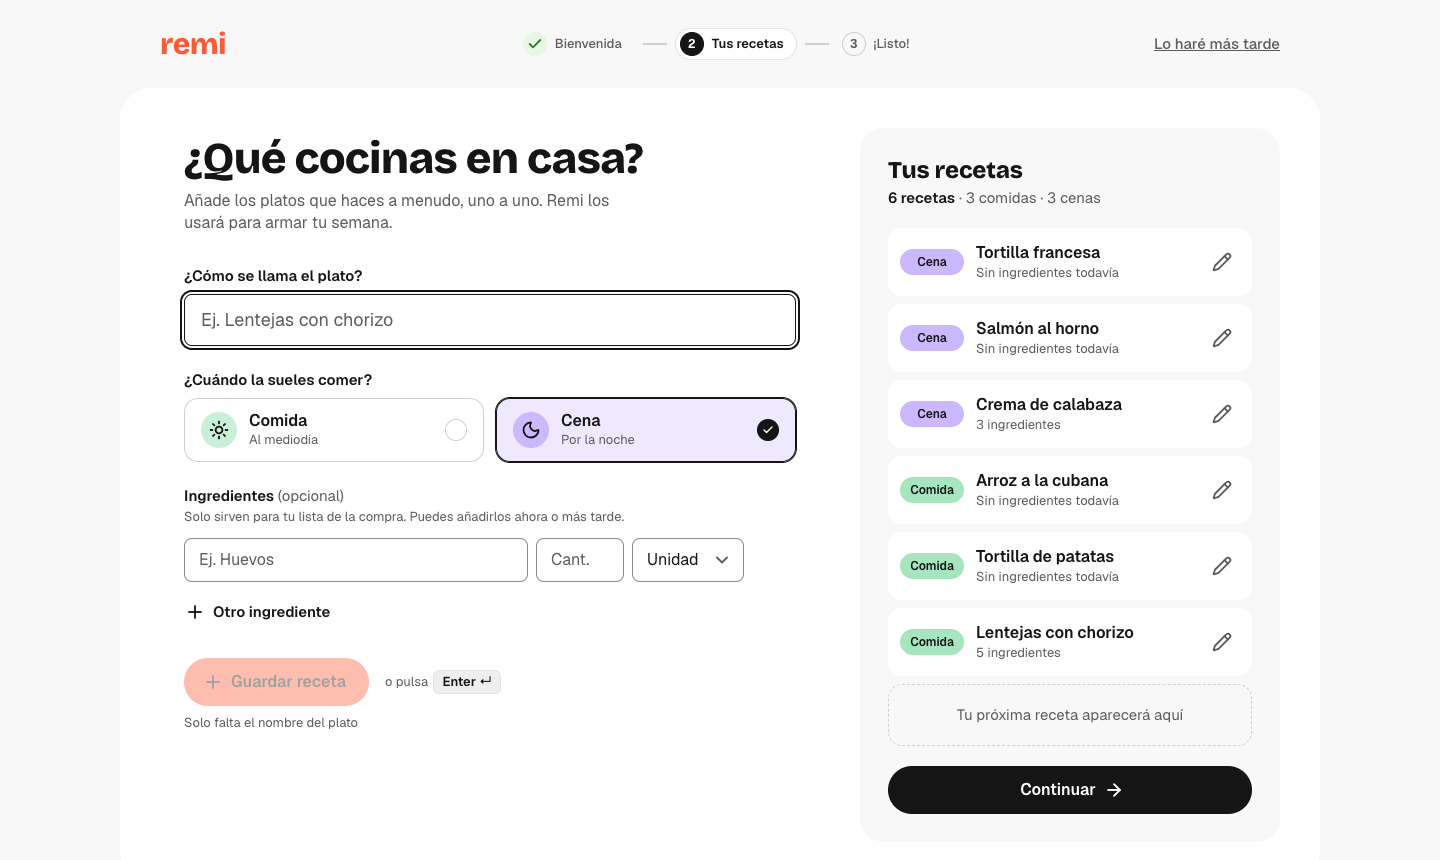 remi
Bienvenida
2 Tus recetas
3 ¡Listo!
Lo haré más tarde
¿Qué cocinas en casa?
Añade los platos que haces a menudo, uno a uno. Remi los
usará para armar tu semana.
¿Cómo se llama el plato?
Ej. Lentejas con chorizo
¿Cuándo la sueles comer?
Comida
Al mediodía
Cena
Por la noche
Ingredientes (opcional)
Solo sirven para tu lista de la compra. Puedes añadirlos ahora o más tarde.
Ej. Huevos
Cant.
Unidad
Otro ingrediente
Guardar receta
o pulsa Enter ↵
Solo falta el nombre del plato
Tus recetas
6 recetas · 3 comidas · 3 cenas
Cena
Tortilla francesa
Sin ingredientes todavía
Cena
Salmón al horno
Sin ingredientes todavía
Cena
Crema de calabaza
3 ingredientes
Comida
Arroz a la cubana
Sin ingredientes todavía
Comida
Tortilla de patatas
Sin ingredientes todavía
Comida
Lentejas con chorizo
5 ingredientes
Tu próxima receta aparecerá aquí
Continuar →